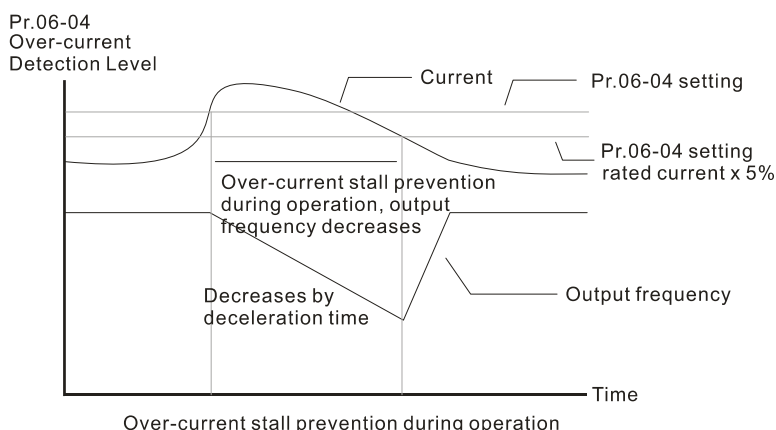 Pr.06-04
Over-current
Detection Level
Current
Pr.06-04 setting
Pr.06-04 setting
rated current x 5%
Over-current stall prevention
during operation, output
frequency decreases
Decreases by
deceleration time
Output frequency
Time
Over-current stall prevention during operation